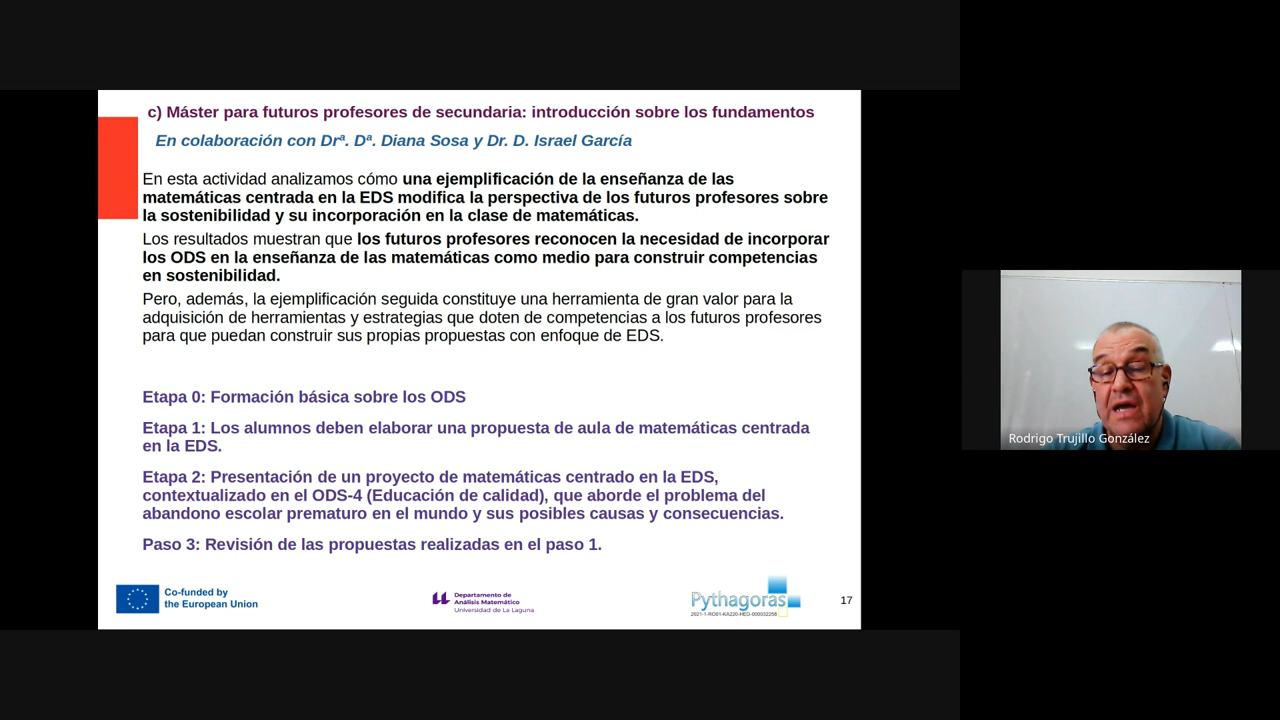 c) Máster para futuros profesores de secundaria: introducción sobre los fundamentos
En colaboración con Drª. Dª. Diana Sosa y Dr. D. Israel García
En esta actividad analizamos cómo una ejemplificación de la enseñanza de las
matemáticas centrada en la EDS modifica la perspectiva de los futuros profesores sobre
la sostenibilidad y su incorporación en la clase de matemáticas.
Los resultados muestran que los futuros profesores reconocen la necesidad de incorporar
los ODS en la enseñanza de las matemáticas como medio para construir competencias
en sostenibilidad.
Pero, además, la ejemplificación seguida constituye una herramienta de gran valor para la
adquisición de herramientas y estrategias que doten de competencias a los futuros profesores
para que puedan construir sus propias propuestas con enfoque de EDS.
Etapa 0: Formación básica sobre los ODS
Etapa 1: Los alumnos deben elaborar una propuesta de aula de matemáticas centrada
en la EDS.
Etapa 2: Presentación de un proyecto de matemáticas centrado en la EDS,
contextualizado en el ODS-4 (Educación de calidad), que aborde el problema del
abandono escolar prematuro en el mundo y sus posibles causas y consecuencias.
Paso 3: Revisión de las propuestas realizadas en el paso 1.
Co-funded by
the European Union
Departamento de
Análisis Matemático
Universidad de La Laguna
Pythagoras
2021-1-RO01-KA220-HED-000032258
17
Rodrigo Trujillo González